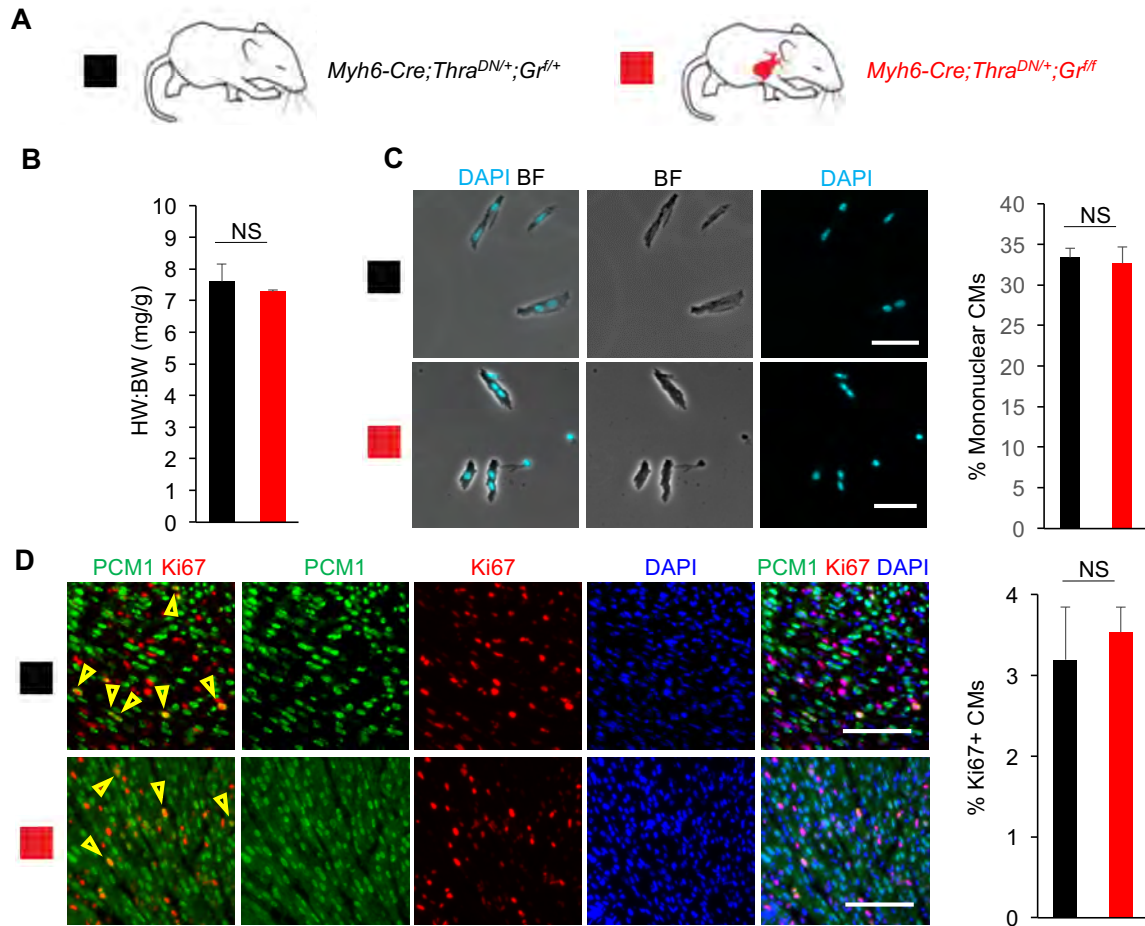 A
Myh6-Cre;Thra^DN/+;Gr^f/+
Myh6-Cre;Thra^DN/+;Gr^f/f
B
HW:BW (mg/g)
10
9
8
7
6
5
4
3
2
1
0
NS
C
DAPI BF
BF
DAPI
% Mononuclear CMs
40
35
30
25
20
15
10
5
0
NS
D
PCM1 Ki67
PCM1
Ki67
DAPI
PCM1 Ki67 DAPI
% Ki67+ CMs
4
3
2
1
0
NS